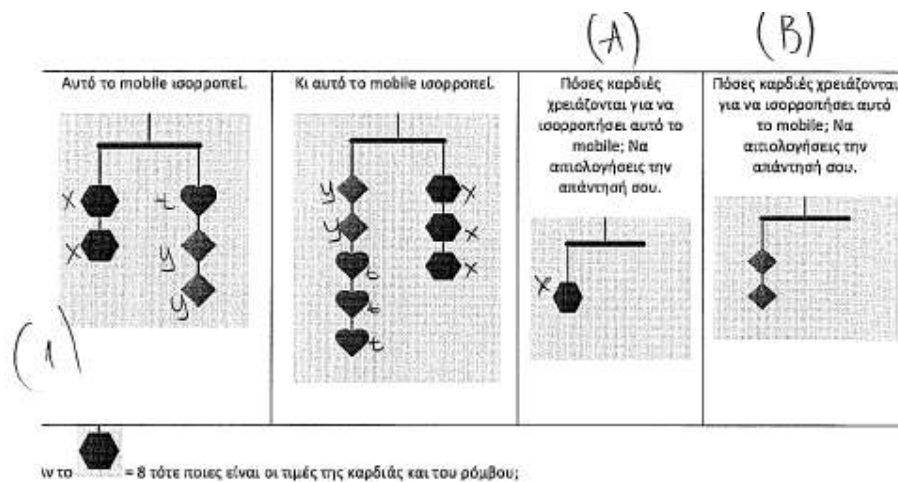 (A) (B)
Αυτό το mobile ισορροπεί.
Κι αυτό το mobile ισορροπεί.
Πόσες καρδιές
χρειάζονται για να
ισορροπήσει αυτό το
mobile; Να
αιτιολογήσεις την
απάντησή σου.
Πόσες καρδιές χρειάζονται
για να ισορροπήσει αυτό
το mobile; Να
αιτιολογήσεις την
απάντησή σου.
x
x
y
y
y
y
x
x
x
x
(1)
= 8 τότε ποιες είναι οι τιμές της καρδιάς και του ρόμβου;